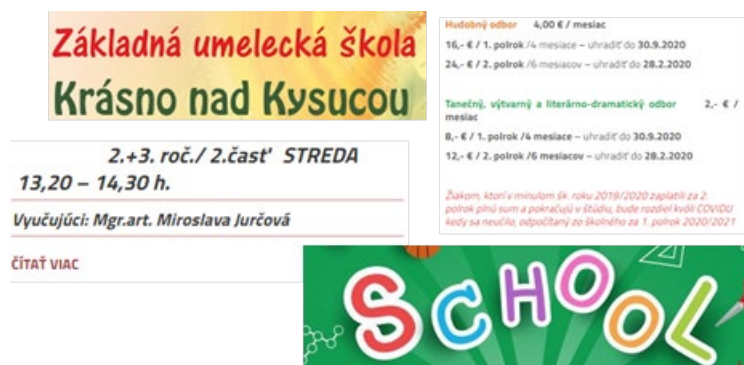 Základná umelecká škola
Krásno nad Kysucou
Hudobný odbor 4,00 € / mesiac
16,- € / 1. polrok /4 mesiace – uhradiť do 30.9.2020
24,- € / 2. polrok /6 mesiacov – uhradiť do 28.2.2020
Tanečný, výtvarný a literárno-dramatický odbor 2,- € /
mesiac
8,- € / 1. polrok /4 mesiace – uhradiť do 30.9.2020
12,- € / 2. polrok /6 mesiacov – uhradiť do 28.2.2020
Žiakom, ktorí v minulom šk. roku 2019/2020 zaplatili za 2.
polrok plnú sum a pokračujú v štúdiu, bude rozdiel kvôli COVIDU
kedy sa neučilo, odpočítaný zo školného za 1. polrok 2020/2021
2.+3. roč./ 2.časť STREDA
13,20 – 14,30 h.
Vyučujúci: Mgr.art. Miroslava Jurčová
ČÍTAŤ VIAC
SCHOOL